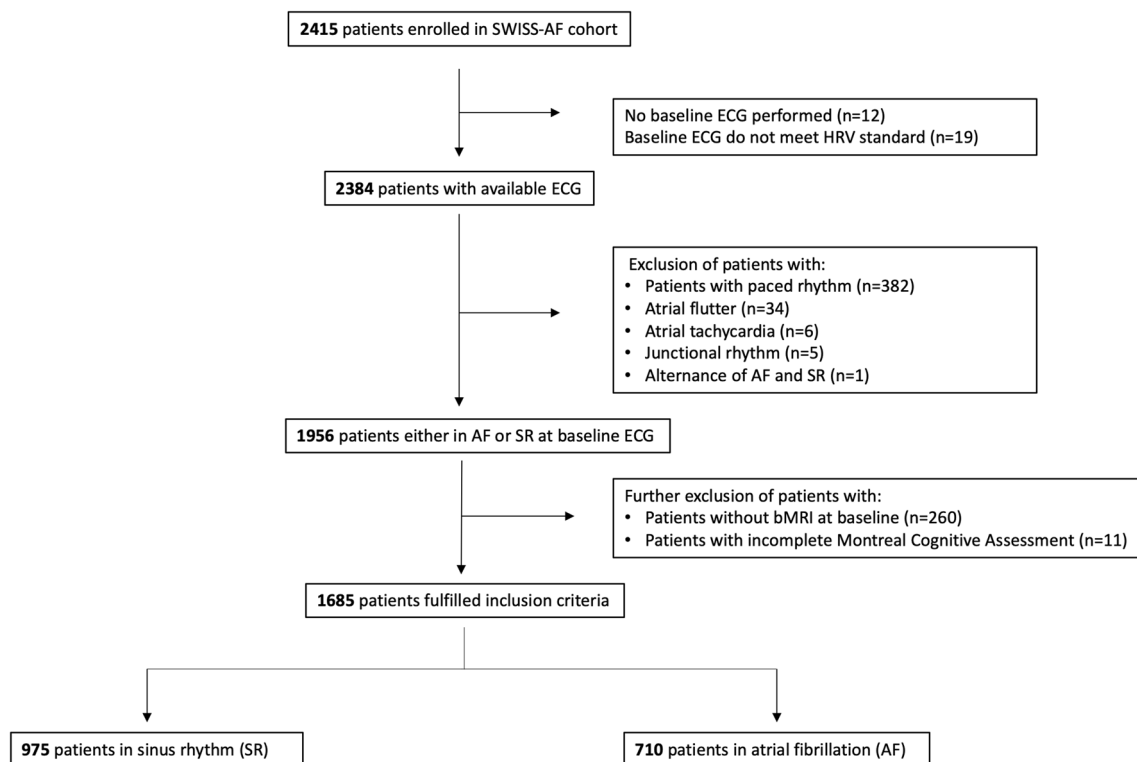 2415 patients enrolled in SWISS-AF cohort
No baseline ECG performed (n=12)
Baseline ECG do not meet HRV standard (n=19)
2384 patients with available ECG
Exclusion of patients with:
• Patients with paced rhythm (n=382)
• Atrial flutter (n=34)
• Atrial tachycardia (n=6)
• Junctional rhythm (n=5)
• Alternance of AF and SR (n=1)
1956 patients either in AF or SR at baseline ECG
Further exclusion of patients with:
• Patients without bMRI at baseline (n=260)
• Patients with incomplete Montreal Cognitive Assessment (n=11)
1685 patients fulfilled inclusion criteria
975 patients in sinus rhythm (SR)
710 patients in atrial fibrillation (AF)